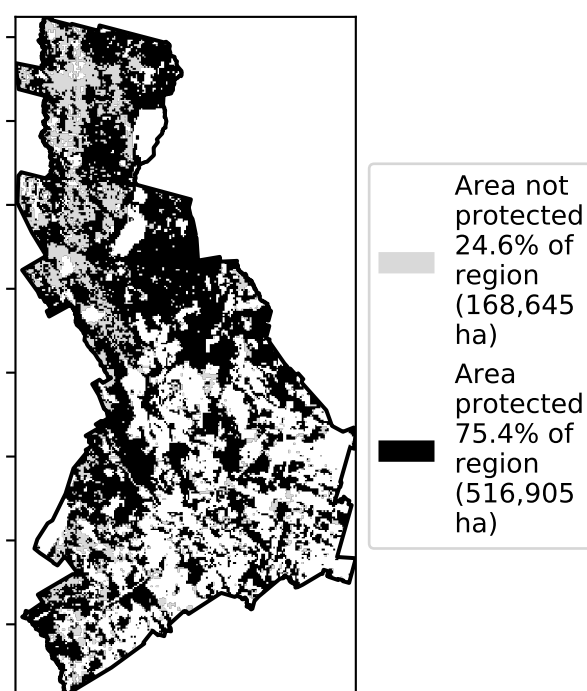 Area not
protected
24.6% of
region
(168,645
ha)
Area
protected
75.4% of
region
(516,905
ha)